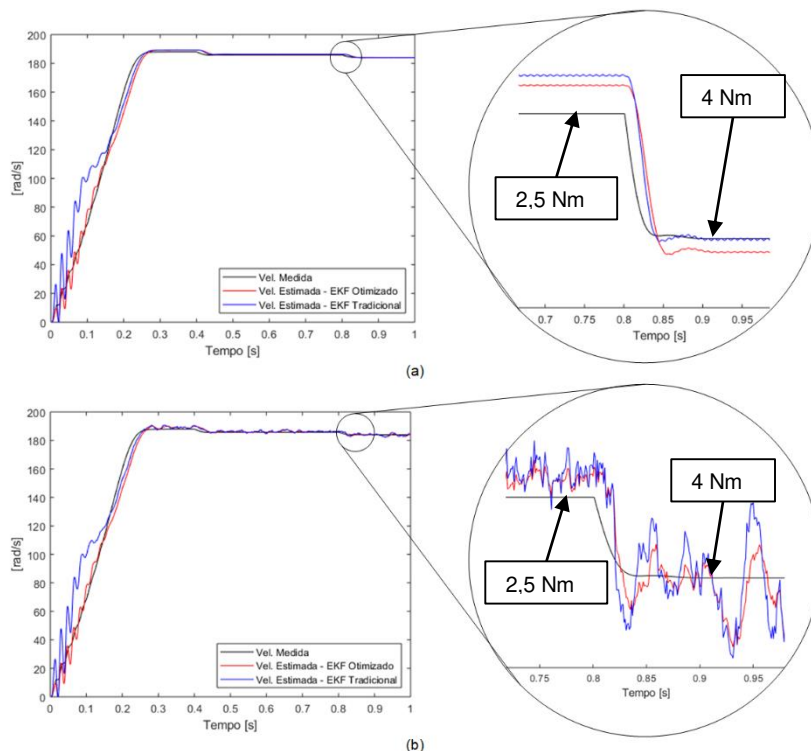 200
180
160
140
120
100
80
60
40
20
0
[rad/s]
Vel. Medida
Vel. Estimada - EKF Otimizado
Vel. Estimada - EKF Tradicional
0 0.1 0.2 0.3 0.4 0.5 0.6 0.7 0.8 0.9 1
Tempo [s]
4 Nm
2,5 Nm
0.7 0.75 0.8 0.85 0.9 0.95
Tempo [s]
(a)
200
180
160
140
120
100
80
60
40
20
0
[rad/s]
Vel. Medida
Vel. Estimada - EKF Otimizado
Vel. Estimada - EKF Tradicional
0 0.1 0.2 0.3 0.4 0.5 0.6 0.7 0.8 0.9 1
Tempo [s]
4 Nm
2,5 Nm
0.75 0.8 0.85 0.9 0.95
Tempo [s]
(b)